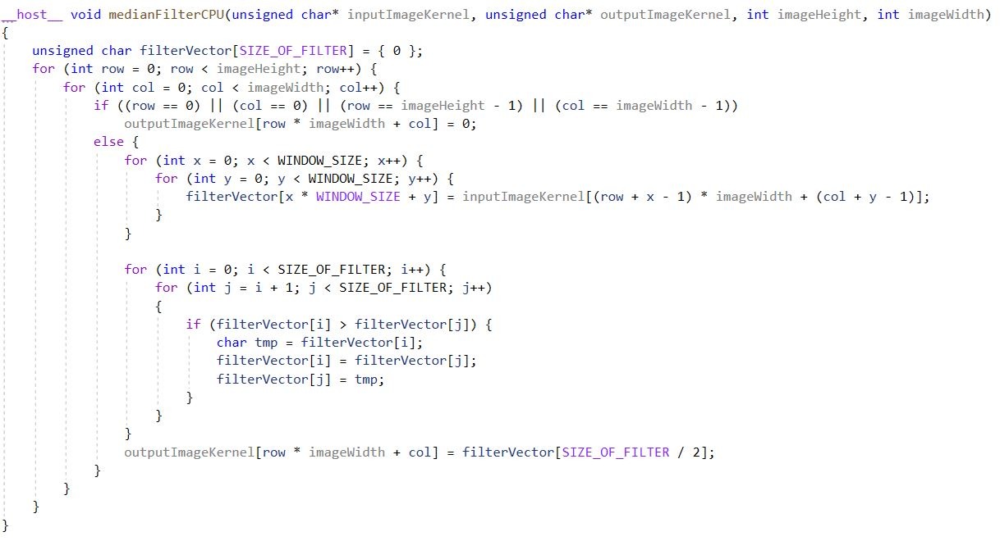 __host__ void medianFilterCPU(unsigned char* inputImageKernel, unsigned char* outputImageKernel, int imageHeight, int imageWidth)
{
    unsigned char filterVector[SIZE_OF_FILTER] = { 0 };
    for (int row = 0; row < imageHeight; row++) {
        for (int col = 0; col < imageWidth; col++) {
            if ((row == 0) || (col == 0) || (row == imageHeight - 1) || (col == imageWidth - 1))
                outputImageKernel[row * imageWidth + col] = 0;
            else {
                for (int x = 0; x < WINDOW_SIZE; x++) {
                    for (int y = 0; y < WINDOW_SIZE; y++) {
                        filterVector[x * WINDOW_SIZE + y] = inputImageKernel[(row + x - 1) * imageWidth + (col + y - 1)];
                    }
                }

                for (int i = 0; i < SIZE_OF_FILTER; i++) {
                    for (int j = i + 1; j < SIZE_OF_FILTER; j++)
                    {
                        if (filterVector[i] > filterVector[j]) {
                            char tmp = filterVector[i];
                            filterVector[i] = filterVector[j];
                            filterVector[j] = tmp;
                        }
                    }
                }
                outputImageKernel[row * imageWidth + col] = filterVector[SIZE_OF_FILTER / 2];
            }
        }
    }
}